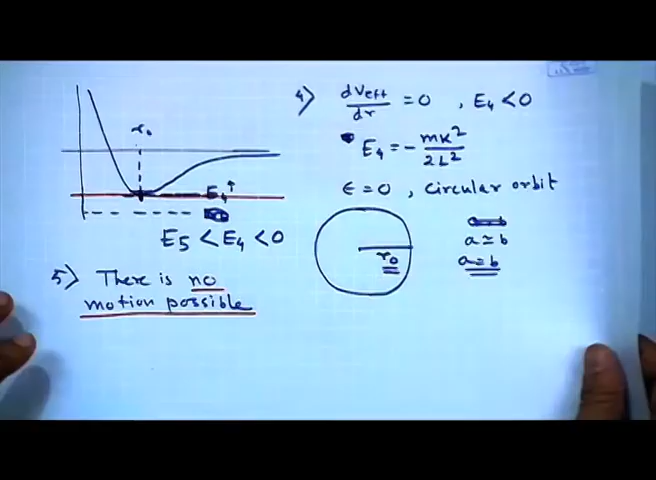 r₀
E₄
E₅ < E₄ < 0
5) There is no
motion possible
4) dVeff/dr = 0 , E₄ < 0
E₄ = - mK²/2L²
ϵ = 0 , Circular orbit
r₀
a ≃ b
a = b